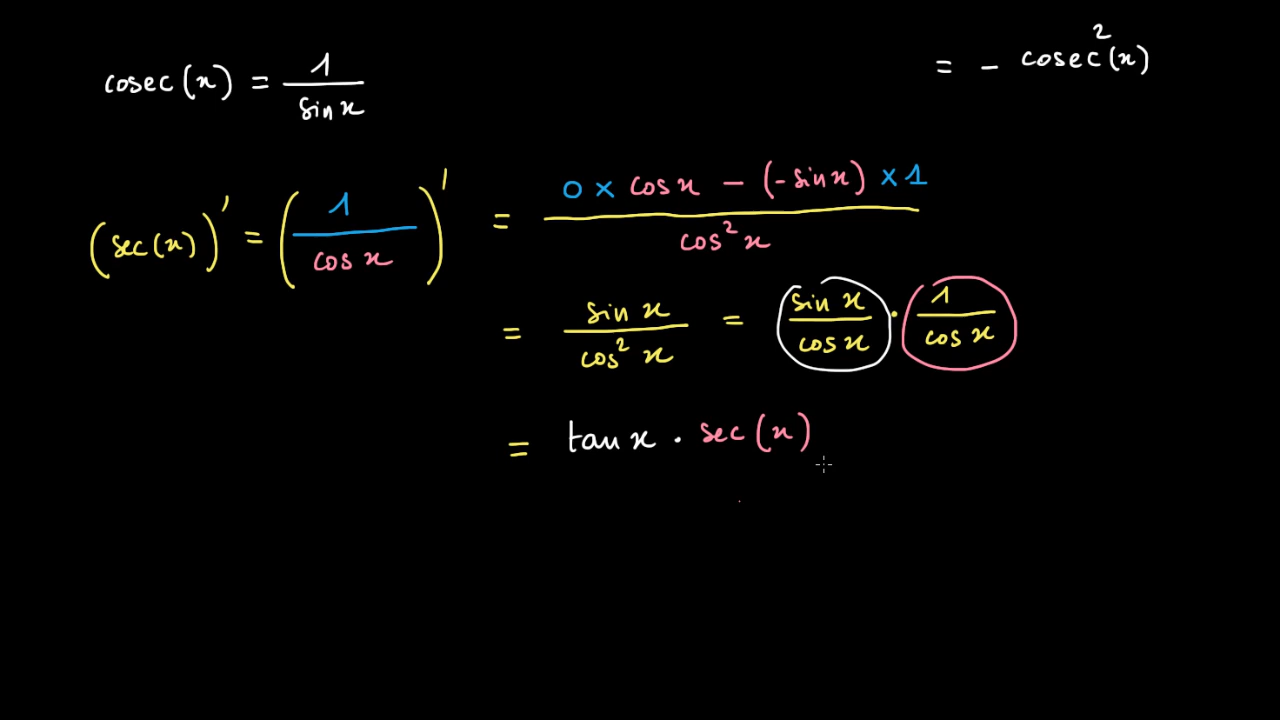 cosec(x) = 1/sin x
= - cosec²(x)
(sec(x))' = (1/cos x)' = (0 × cos x - (-sin x) × 1)/cos² x
= sin x/cos² x = sin x/cos x · 1/cos x
= tan x · sec(x)